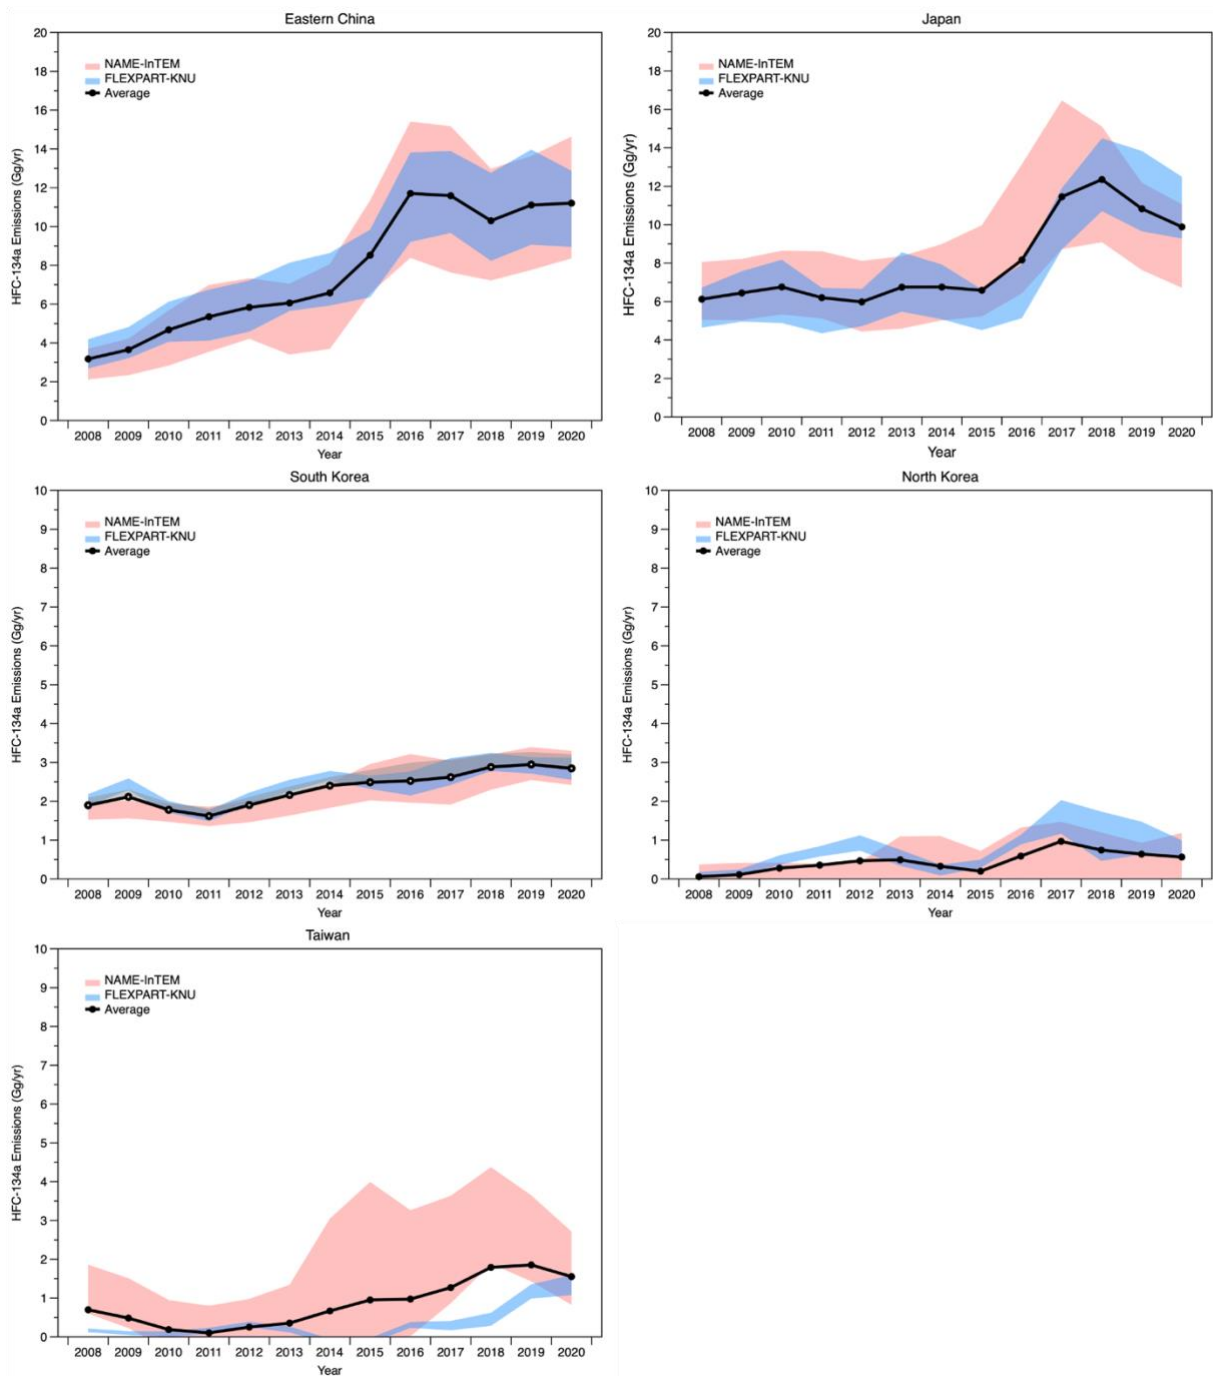 Eastern China
20
18
16
14
12
10
8
6
4
2
0
HFC-134a Emissions (Gg/yr)
NAME-InTEM
FLEXPART-KNU
Average
2008 2009 2010 2011 2012 2013 2014 2015 2016 2017 2018 2019 2020
Year
Japan
20
18
16
14
12
10
8
6
4
2
0
HFC-134a Emissions (Gg/yr)
NAME-InTEM
FLEXPART-KNU
Average
2008 2009 2010 2011 2012 2013 2014 2015 2016 2017 2018 2019 2020
Year
South Korea
10
9
8
7
6
5
4
3
2
1
0
HFC-134a Emissions (Gg/yr)
NAME-InTEM
FLEXPART-KNU
Average
2008 2009 2010 2011 2012 2013 2014 2015 2016 2017 2018 2019 2020
Year
North Korea
10
9
8
7
6
5
4
3
2
1
0
HFC-134a Emissions (Gg/yr)
NAME-InTEM
FLEXPART-KNU
Average
2008 2009 2010 2011 2012 2013 2014 2015 2016 2017 2018 2019 2020
Year
Taiwan
10
9
8
7
6
5
4
3
2
1
0
HFC-134a Emissions (Gg/yr)
NAME-InTEM
FLEXPART-KNU
Average
2008 2009 2010 2011 2012 2013 2014 2015 2016 2017 2018 2019 2020
Year